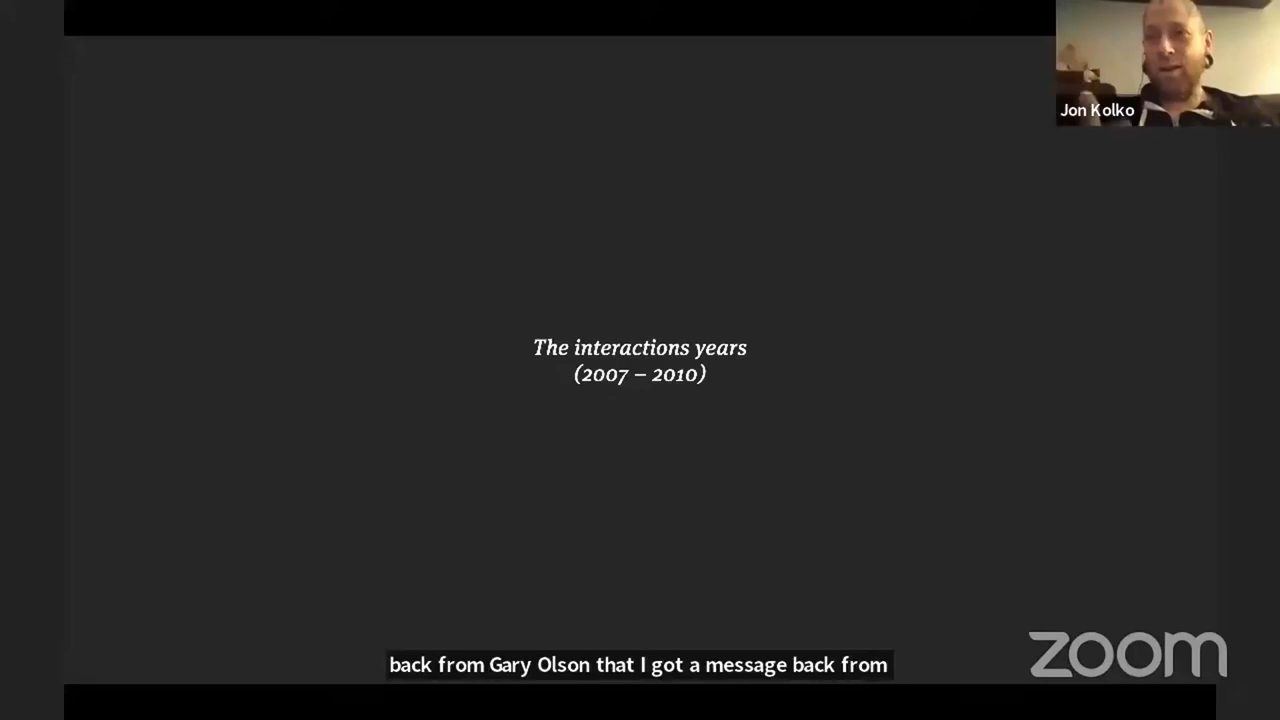 Jon Kolko
The interactions years
(2007 – 2010)
back from Gary Olson that I got a message back from
zoom